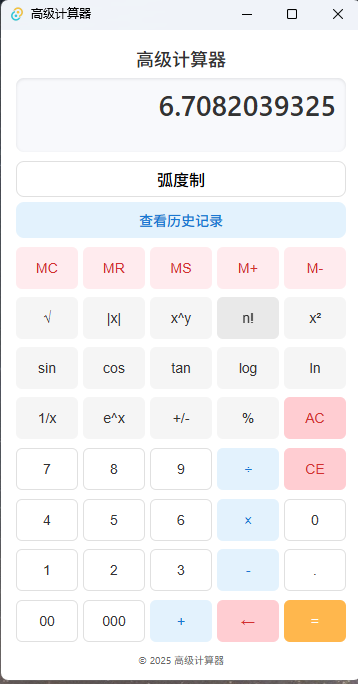 高级计算器
高级计算器
6.7082039325
弧度制
查看历史记录
MC MR MS M+ M-
√ |x| x^y n! x²
sin cos tan log ln
1/x e^x +/- % AC
7 8 9 ÷ CE
4 5 6 × 0
1 2 3 - .
00 000 + ← =
© 2025 高级计算器